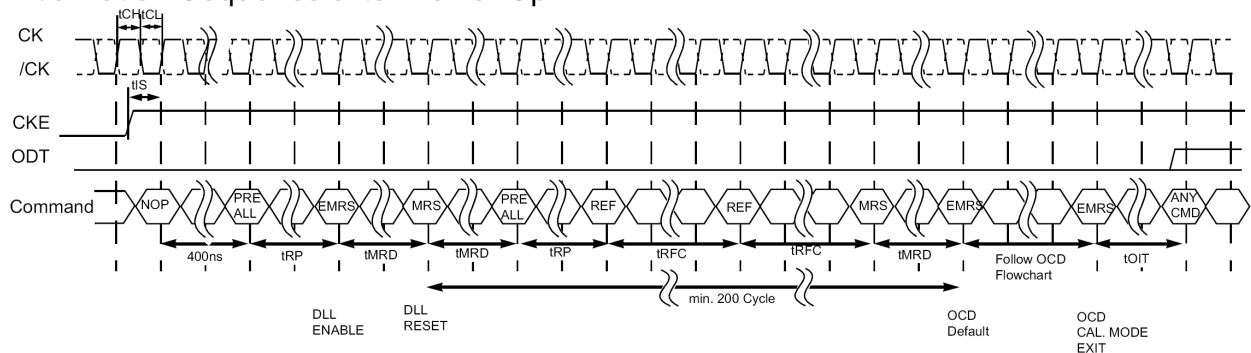 tCH
tCL
CK
/CK
tIS
CKE
ODT
Command
NOP
PRE
ALL
EMRS
MRS
PRE
ALL
REF
REF
MRS
EMRS
EMRS
ANY
CMD
400ns
tRP
tMRD
tMRD
tRP
tRFC
tRFC
tMRD
Follow OCD
Flowchart
tOIT
min. 200 Cycle
DLL
ENABLE
DLL
RESET
OCD
Default
OCD
CAL. MODE
EXIT